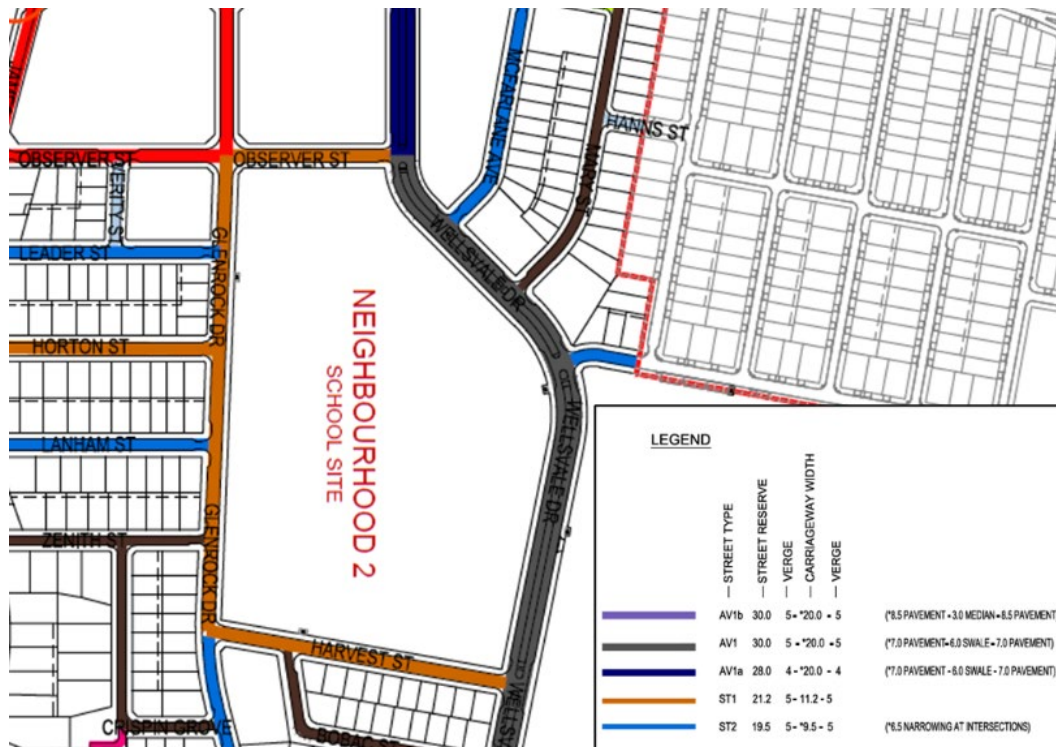 MCFARLANE AVE
HANNS ST
MARY ST
OBSERVER ST
OBSERVER ST
VERITY ST
WELLSVALE DR
LEADER ST
GLENROCK DR
NEIGHBOURHOOD 2
SCHOOL SITE
HORTON ST
WELLSVALE DR
LANHAM ST
GLENROCK DR
ZENITH ST
HARVEST ST
WELLSV
CRISPIN GROVE
BOBAC ST
LEGEND
STREET TYPE
STREET RESERVE
VERGE
CARRIAGEWAY WIDTH
VERGE
AV1b 30.0 5 - *20.0 - 5 (*8.5 PAVEMENT - 3.0 MEDIAN - 8.5 PAVEMENT
AV1 30.0 5 - *20.0 - 5 (*7.0 PAVEMENT - 6.0 SWALE - 7.0 PAVEMENT)
AV1a 28.0 4 - *20.0 - 4 (*7.0 PAVEMENT - 6.0 SWALE - 7.0 PAVEMENT)
ST1 21.2 5 - 11.2 - 5
ST2 19.5 5 - *9.5 - 5 (*6.5 NARROWING AT INTERSECTIONS)